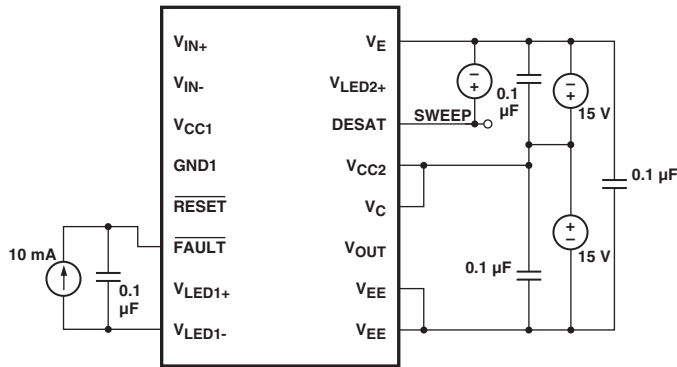 V_IN+
V_IN-
V_CC1
GND1
RESET
FAULT
V_LED1+
V_LED1-
V_E
V_LED2+
DESAT
V_CC2
V_C
V_OUT
V_EE
V_EE
10 mA
0.1
µF
SWEEP
0.1
µF
15 V
0.1 µF
0.1 µF
15 V